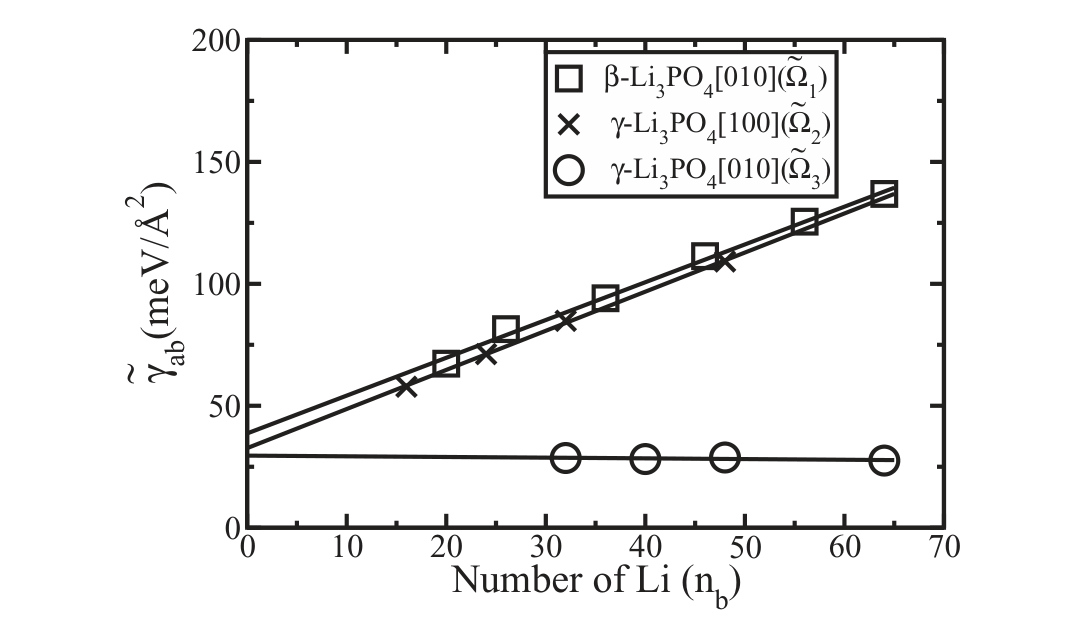 200
150
100
50
0
γ̃ab(meV/Å²)
β-Li₃PO₄[010](Ω̃₁)
γ-Li₃PO₄[100](Ω̃₂)
γ-Li₃PO₄[010](Ω̃₃)
0 10 20 30 40 50 60 70
Number of Li (nb)